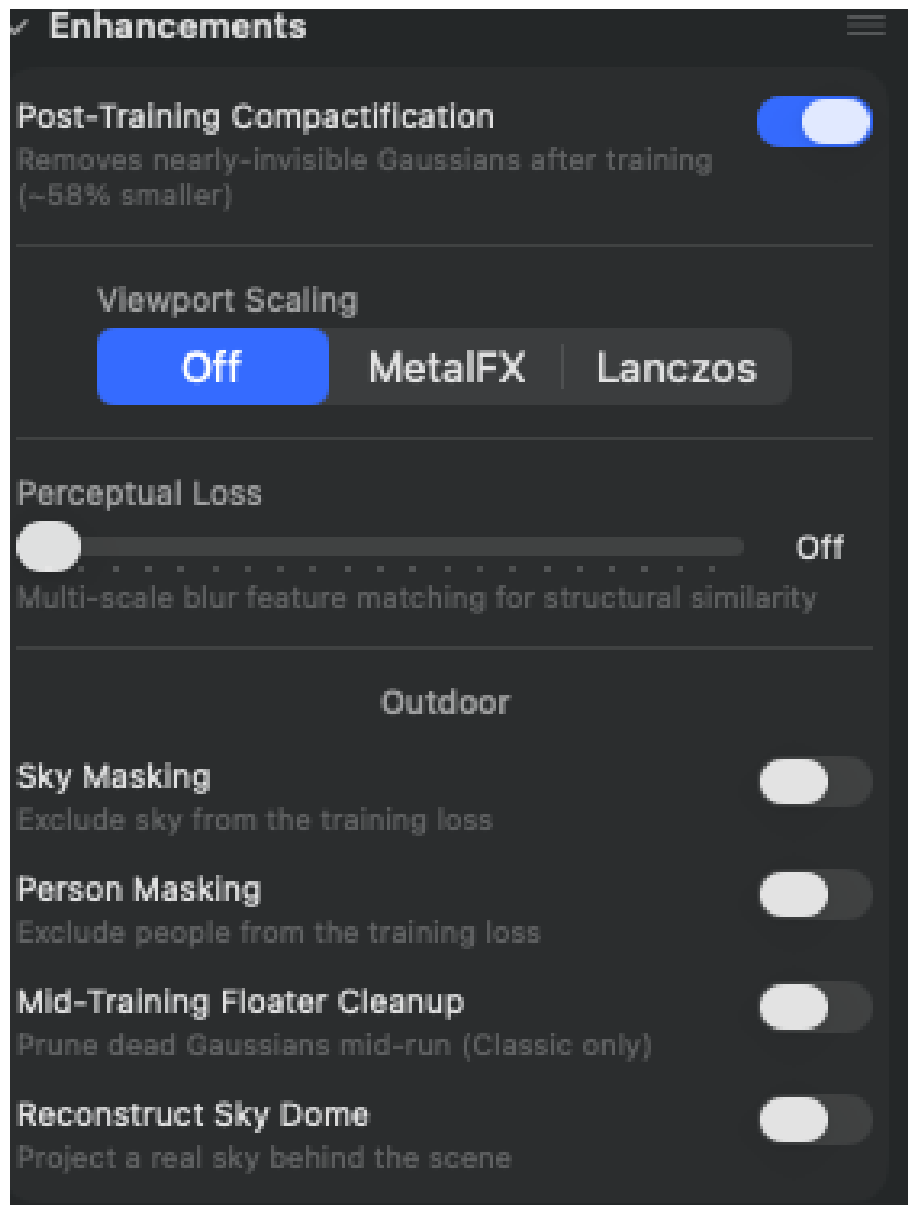 Enhancements
Post-Training Compactification
Removes nearly-invisible Gaussians after training
(~58% smaller)
Viewport Scaling
Off MetalFX Lanczos
Perceptual Loss
Off
Multi-scale blur feature matching for structural similarity
Outdoor
Sky Masking
Exclude sky from the training loss
Person Masking
Exclude people from the training loss
Mid-Training Floater Cleanup
Prune dead Gaussians mid-run (Classic only)
Reconstruct Sky Dome
Project a real sky behind the scene